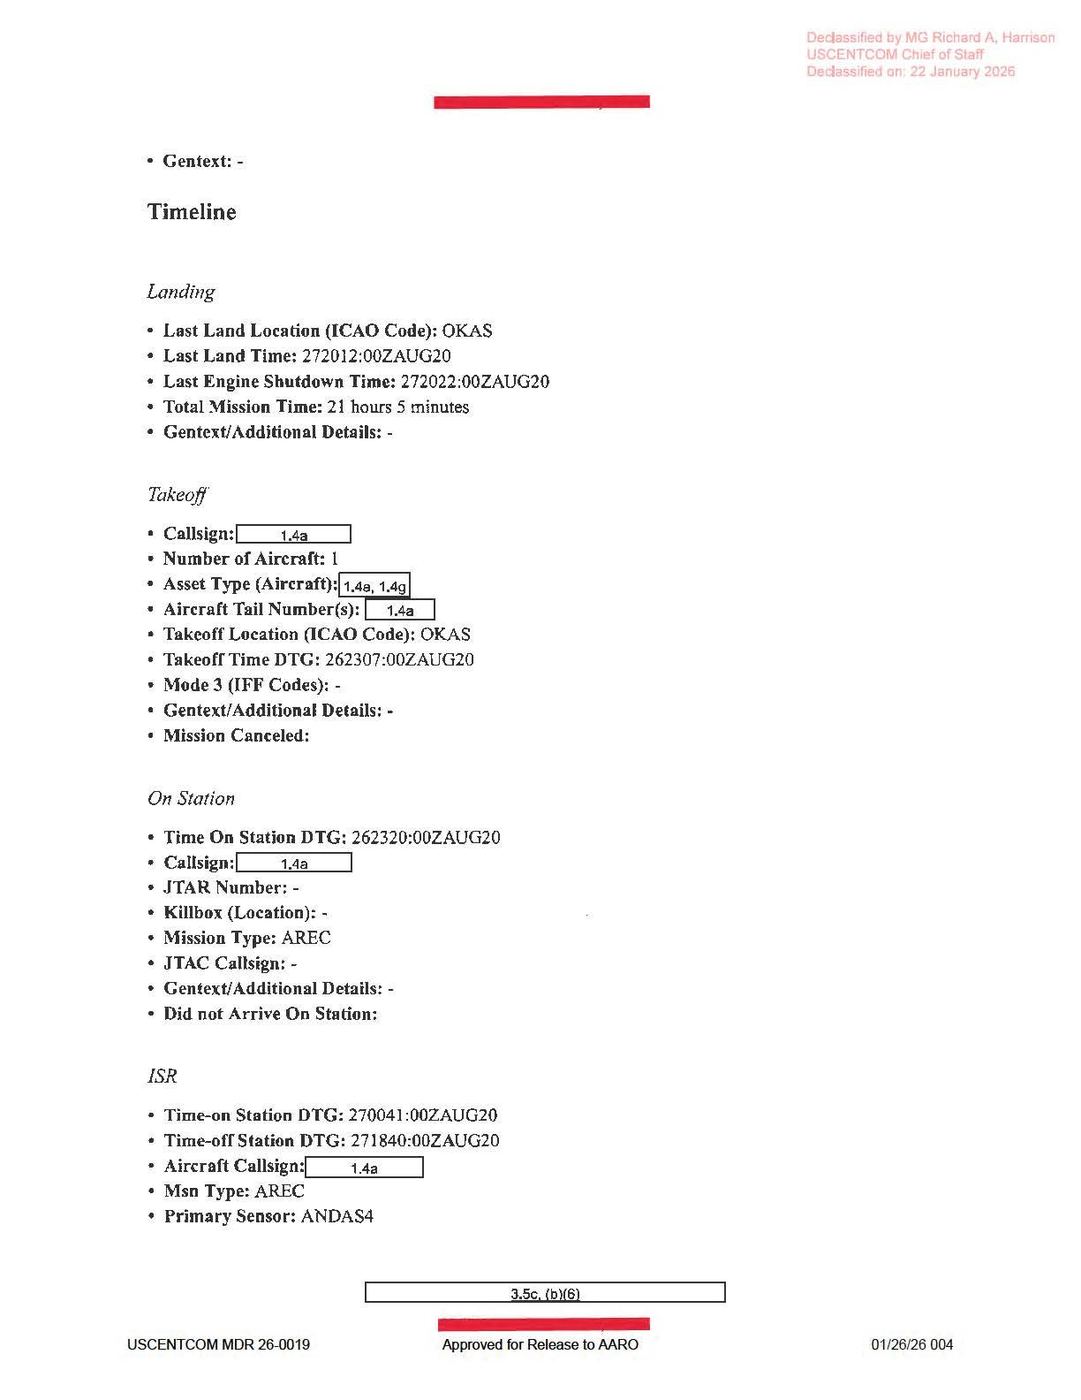 Declassified by MG Richard A, Harrison
USCENTCOM Chief of Staff
Declassified on: 22 January 2026
• Gentext: -
Timeline
Landing
• Last Land Location (ICAO Code): OKAS
• Last Land Time: 272012:00ZAUG20
• Last Engine Shutdown Time: 272022:00ZAUG20
• Total Mission Time: 21 hours 5 minutes
• Gentext/Additional Details: -
Takeoff
• Callsign: 1.4a
• Number of Aircraft: 1
• Asset Type (Aircraft): 1.4a, 1.4g
• Aircraft Tail Number(s): 1.4a
• Takeoff Location (ICAO Code): OKAS
• Takeoff Time DTG: 262307:00ZAUG20
• Mode 3 (IFF Codes): -
• Gentext/Additional Details: -
• Mission Canceled:
On Station
• Time On Station DTG: 262320:00ZAUG20
• Callsign: 1.4a
• JTAR Number: -
• Killbox (Location): -
• Mission Type: AREC
• JTAC Callsign: -
• Gentext/Additional Details: -
• Did not Arrive On Station:
ISR
• Time-on Station DTG: 270041:00ZAUG20
• Time-off Station DTG: 271840:00ZAUG20
• Aircraft Callsign: 1.4a
• Msn Type: AREC
• Primary Sensor: ANDAS4
3.5c, (b)(6)
USCENTCOM MDR 26-0019 Approved for Release to AARO 01/26/26 004